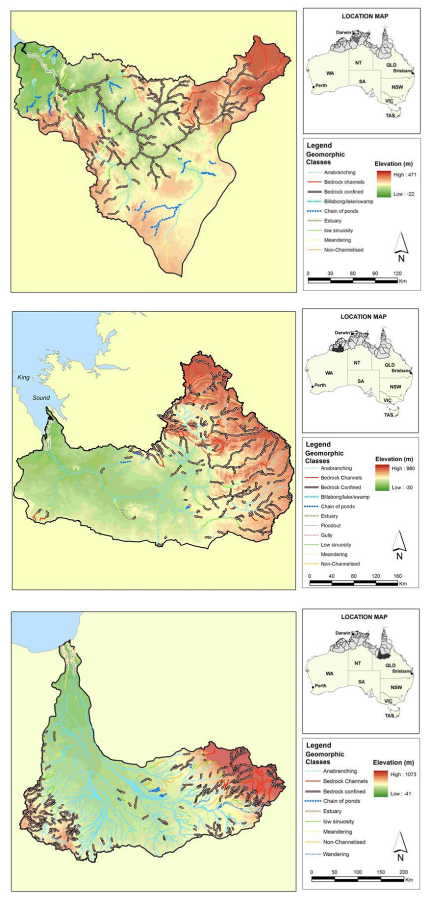 LOCATION MAP
Darwin
NT
QLD
Brisbane
WA
SA
Perth
NSW
VIC
TAS
Legend
Geomorphic
Classes
Elevation (m)
Anabranching
Bedrock channels
High : 471
Bedrock confined
Billabong/lake/swamp
Low : -22
Chain of ponds
Estuary
low sinuosity
Meandering
Non-Channelised
N
0 30 60 90 120
Km
LOCATION MAP
Darwin
King
Sound
NT
QLD
WA
Brisbane
SA
Perth
NSW
VIC
TAS
Legend
Geomorphic
Classes
Elevation (m)
Anabranching
Bedrock Channels
Bedrock Confined
Billabong/lake/swamp
Low : -30
Chain of ponds
Estuary
Floodout
Gully
Low sinuosity
Meandering
Non-Channelised
N
0 40 80 120 160
Km
LOCATION MAP
Darwin
NT
QLD
WA
Brisbane
SA
Perth
NSW
VIC
TAS
Legend
Geomorphic
Classes
Elevation (m)
Anabranching
High : 1073
Bedrock Channels
Bedrock confined
Chain of ponds
Low : -41
Estuary
low sinuosity
Meandering
Non-Channelised
Wandering
N
0 50 100 150 200
Km